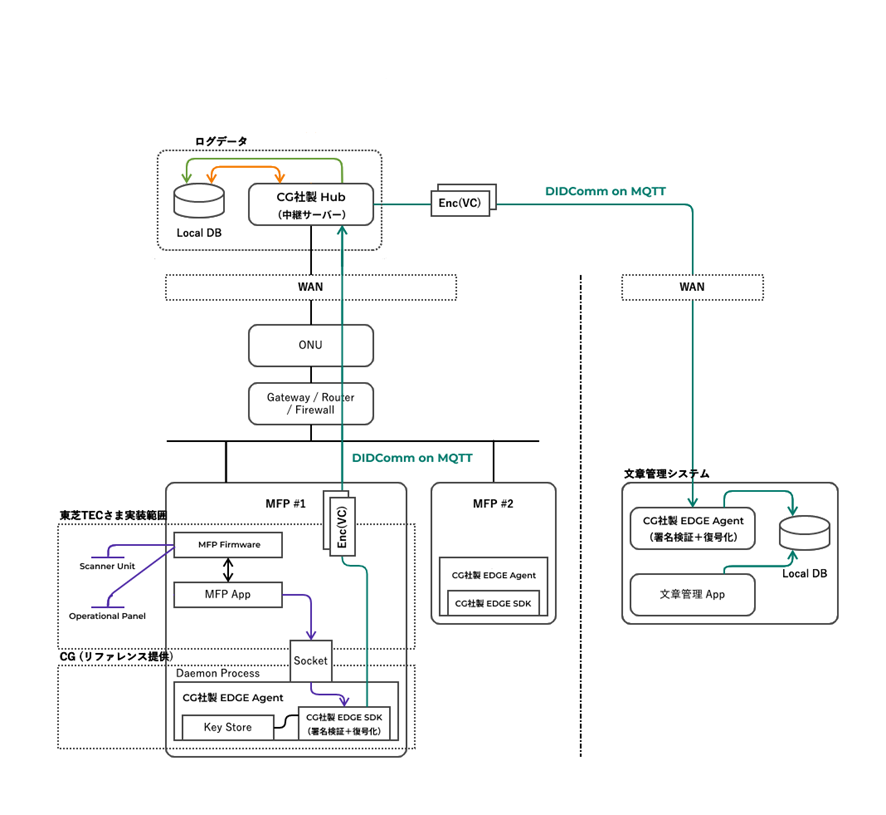 ログデータ
CG社製 Hub
（中継サーバー）
Local DB
Enc(VC)
DIDComm on MQTT
WAN
WAN
ONU
Gateway / Router
/ Firewall
DIDComm on MQTT
文章管理システム
MFP #1
MFP #2
Enc(VC)
東芝TECさま実装範囲
MFP Firmware
Scanner Unit
MFP App
Operational Panel
CG社製 EDGE Agent
CG社製 EDGE SDK
CG社製 EDGE Agent
（署名検証＋復号化）
Local DB
文章管理 App
CG (リファレンス提供)
Socket
Daemon Process
CG社製 EDGE Agent
Key Store
CG社製 EDGE SDK
（署名検証＋復号化）